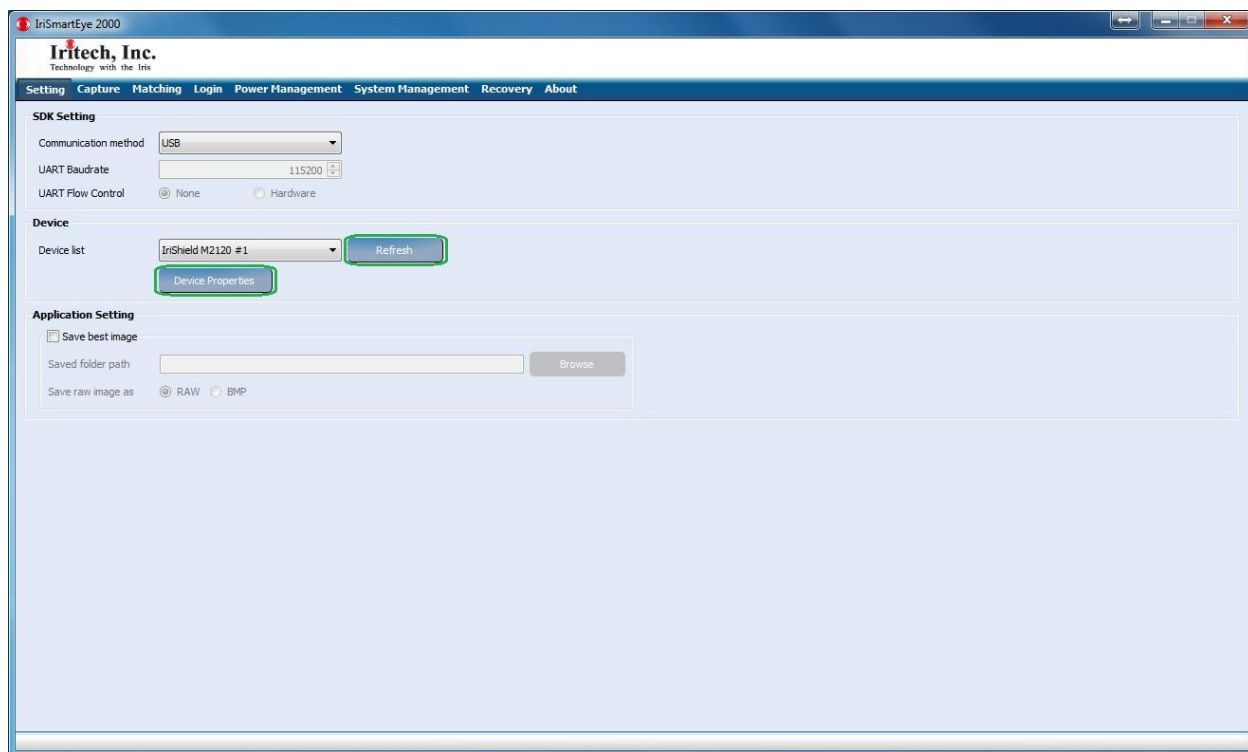 IriSmartEye 2000
Iritech, Inc.
Technology with the Iris
Setting Capture Matching Login Power Management System Management Recovery About
SDK Setting
Communication method USB
UART Baudrate 115200
UART Flow Control None Hardware
Device
Device list IriShield M2120 #1 Refresh
Device Properties
Application Setting
Save best image
Saved folder path Browse
Save raw image as RAW BMP